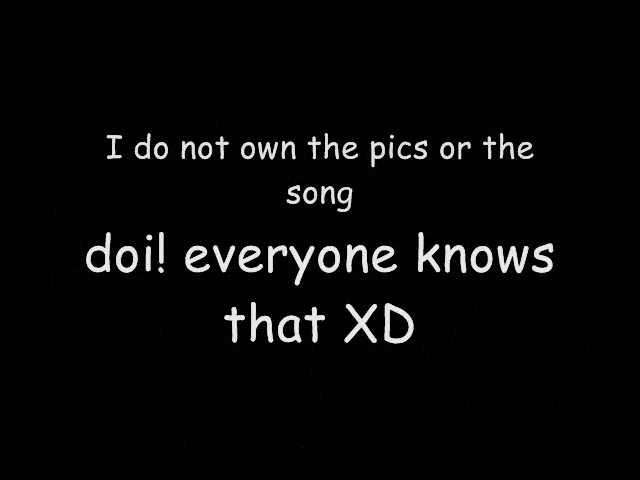 I do not own the pics or the
song
doi! everyone knows
that XD